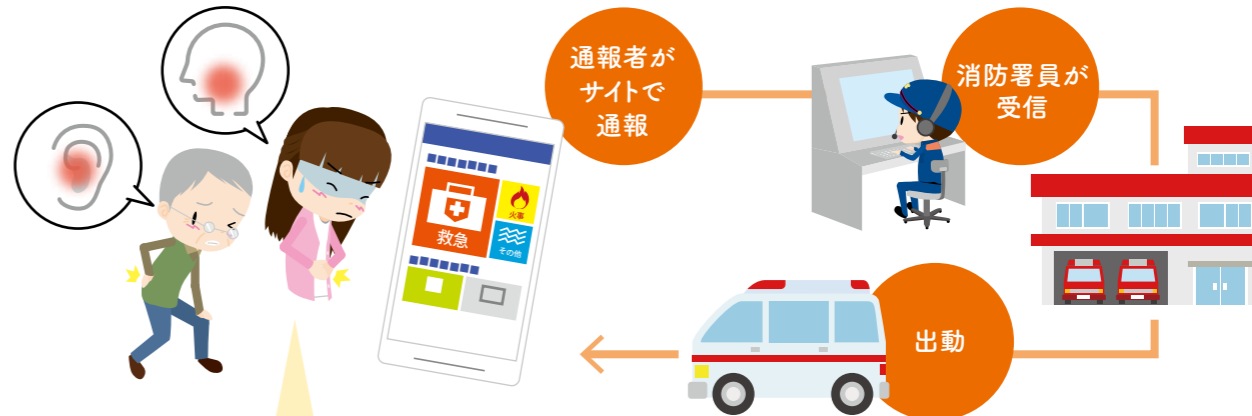 通報者が
サイトで
通報
消防署員が
受信
救急
火事
その他
出動